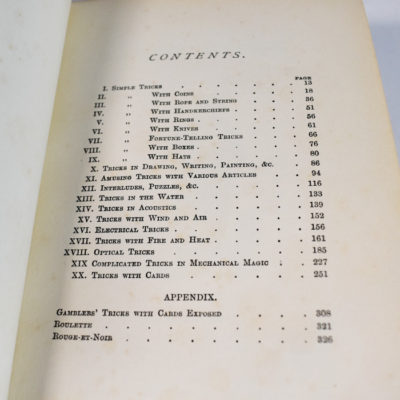 CONTENTS.
PAGE
I. Simple Tricks . . . . . . . 13
II. „ With Coins . . . . . . 18
III. „ With Rope and String . . . . 36
IV. „ With Handkerchiefs . . . . 51
V. „ With Rings . . . . . . 56
VI. „ With Knives . . . . . . 61
VII. „ Fortune-Telling Tricks . . . . 66
VIII. „ With Boxes . . . . . . 76
IX. „ With Hats . . . . . . 80
X. Tricks in Drawing, Writing, Painting, &c. . . . 86
XI. Amusing Tricks with Various Articles . . . . 94
XII. Interludes, Puzzles, &c. . . . . . 116
XIII. Tricks in the Water . . . . . . 133
XIV. Tricks in Acoustics . . . . . . 139
XV. Tricks with Wind and Air . . . . . 152
XVI. Electrical Tricks . . . . . . 156
XVII. Tricks with Fire and Heat . . . . . 161
XVIII. Optical Tricks . . . . . . . 185
XIX Complicated Tricks in Mechanical Magic . . . 227
XX. Tricks with Cards . . . . . . 251
APPENDIX.
Gamblers' Tricks with Cards Exposed . . . . 308
Roulette . . . . . . . . 321
Rouge-et-Noir . . . . . . . 326